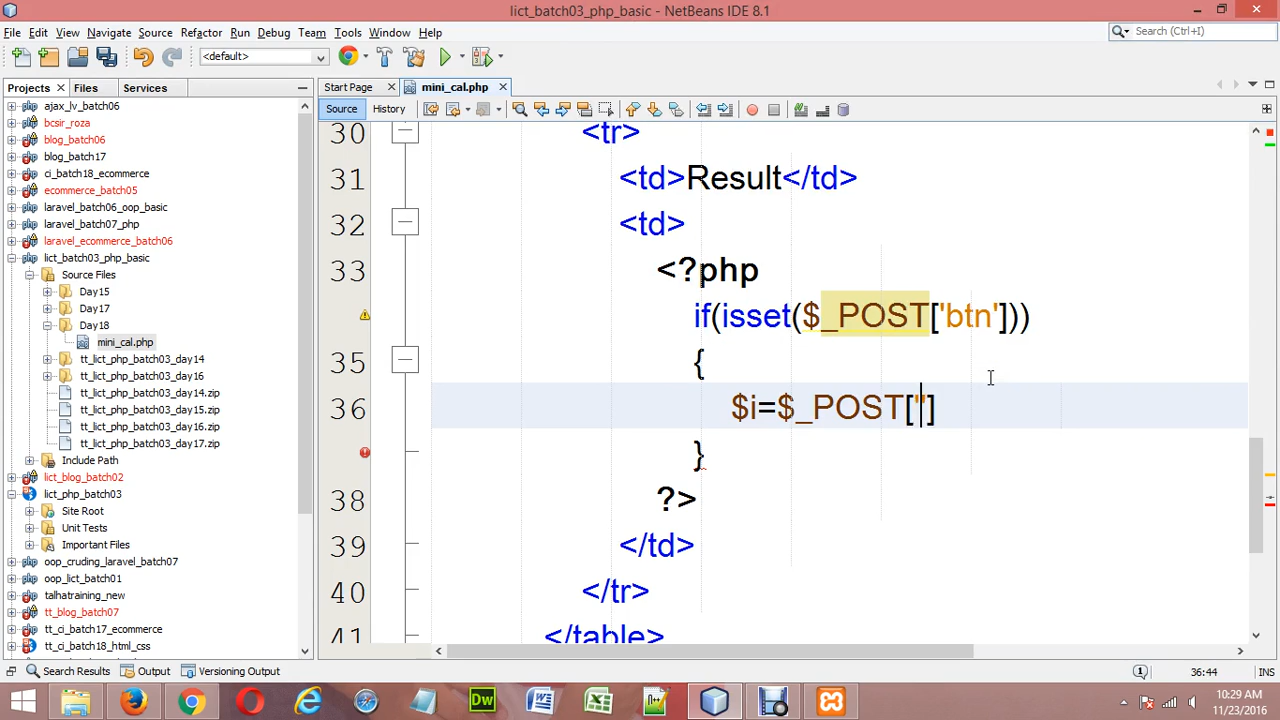 lict_batch03_php_basic - NetBeans IDE 8.1
File Edit View Navigate Source Refactor Run Debug Team Tools Window Help
Search (Ctrl+I)
<default>
Projects Files Services
Start Page mini_cal.php
Source History
ajax_lv_batch06
bcsir_roza
blog_batch06
blog_batch17
ci_batch18_ecommerce
ecommerce_batch05
laravel_batch06_oop_basic
laravel_batch07_php
laravel_ecommerce_batch06
lict_batch03_php_basic
Source Files
Day15
Day17
Day18
mini_cal.php
tt_lict_php_batch03_day14
tt_lict_php_batch03_day16
tt_lict_php_batch03_day14.zip
tt_lict_php_batch03_day15.zip
tt_lict_php_batch03_day16.zip
tt_lict_php_batch03_day17.zip
Include Path
lict_blog_batch02
lict_php_batch03
Site Root
Unit Tests
Important Files
oop_cruding_laravel_batch07
oop_lict_batch01
talhatraining_new
tt_blog_batch07
tt_ci_batch17_ecommerce
tt_ci_batch18_html_css
30 <tr>
31 <td>Result</td>
32 <td>
33 <?php
if(isset($_POST['btn']))
35 {
36 $i=$_POST['']
}
38 ?>
39 </td>
40 </tr>
41 </table>
Search Results Output Versioning Output
36:44 INS
Dw
10:29 AM
11/23/2016